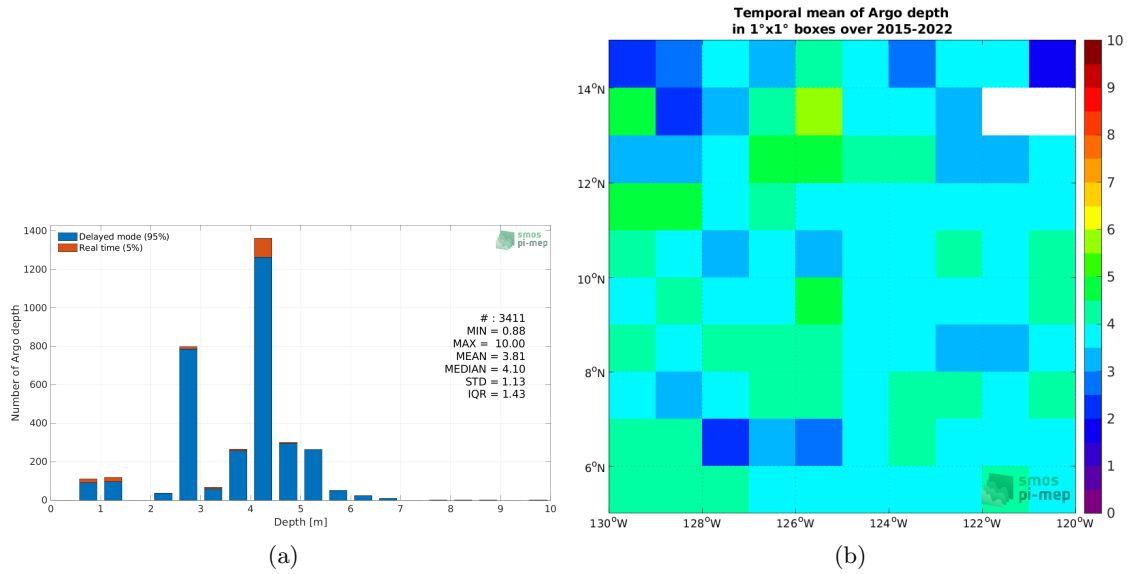 Temporal mean of Argo depth
in 1°x1° boxes over 2015-2022
Delayed mode (95%)
Real time (5%)
smos
pi-mep
# : 3411
MIN = 0.88
MAX = 10.00
MEAN = 3.81
MEDIAN = 4.10
STD = 1.13
IQR = 1.43
Number of Argo depth
1400
1200
1000
800
600
400
200
0
0 1 2 3 4 5 6 7 8 9 10
Depth [m]
(a)
14°N
12°N
10°N
8°N
6°N
130°W 128°W 126°W 124°W 122°W 120°W
smos
pi-mep
10
9
8
7
6
5
4
3
2
1
0
(b)